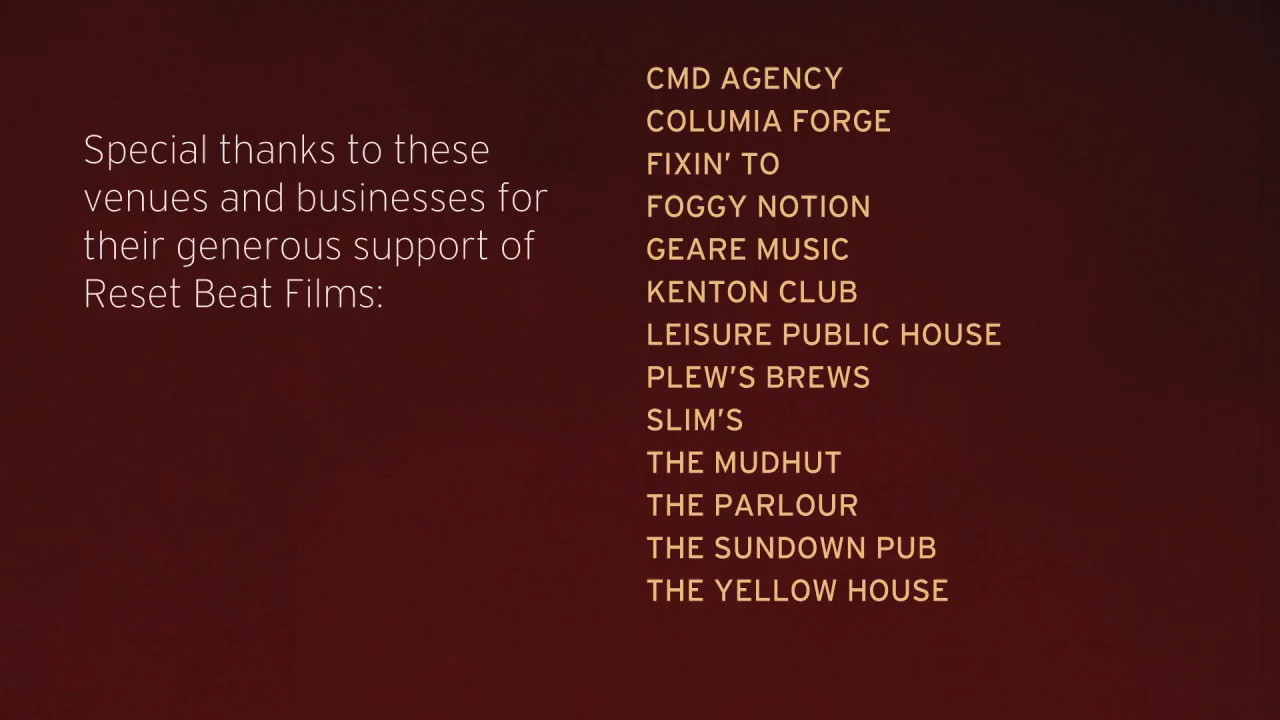 Special thanks to these
venues and businesses for
their generous support of
Reset Beat Films:
CMD AGENCY
COLUMIA FORGE
FIXIN’ TO
FOGGY NOTION
GEARE MUSIC
KENTON CLUB
LEISURE PUBLIC HOUSE
PLEW’S BREWS
SLIM’S
THE MUDHUT
THE PARLOUR
THE SUNDOWN PUB
THE YELLOW HOUSE